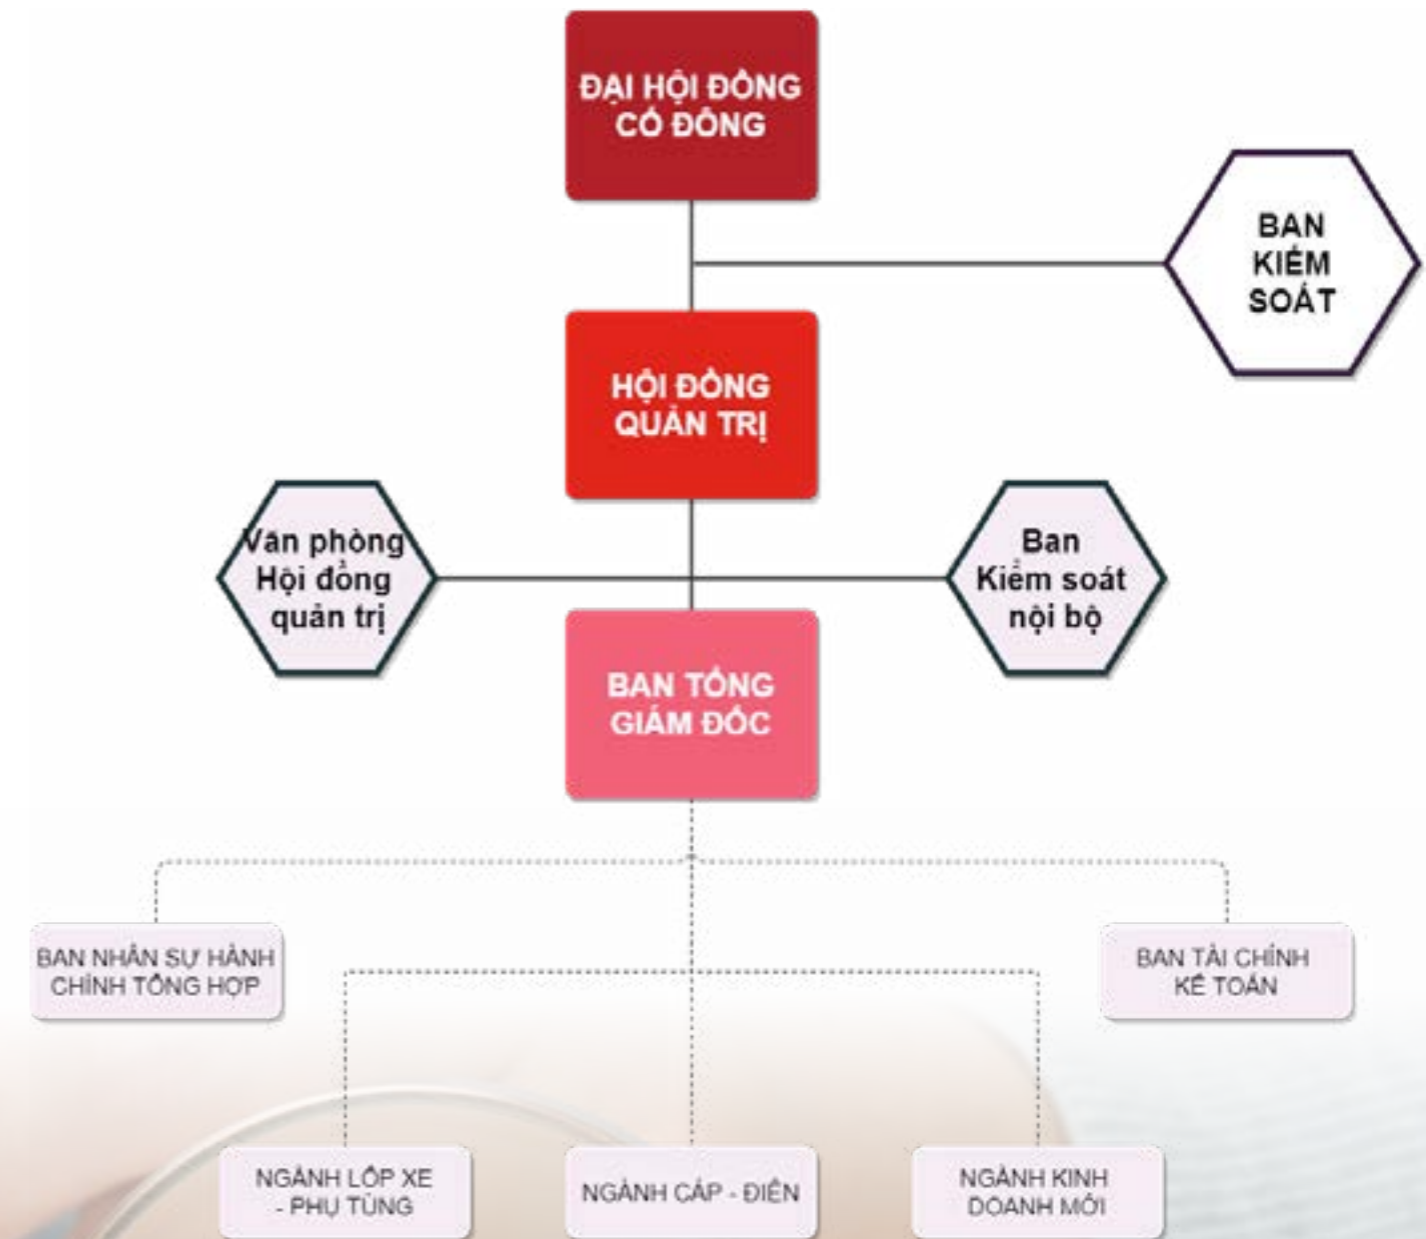 ĐẠI HỘI ĐỒNG
CỔ ĐÔNG
BAN
KIỂM
SOÁT
HỘI ĐỒNG
QUẢN TRỊ
Văn phòng
Hội đồng
quản trị
Ban
Kiểm soát
nội bộ
BAN TỔNG
GIÁM ĐỐC
BAN NHÂN SỰ HÀNH
CHÍNH TỔNG HỢP
BAN TÀI CHÍNH
KẾ TOÁN
NGÀNH LỐP XE
- PHỤ TÙNG
NGÀNH CÁP - ĐIỆN
NGÀNH KINH
DOANH MỚI